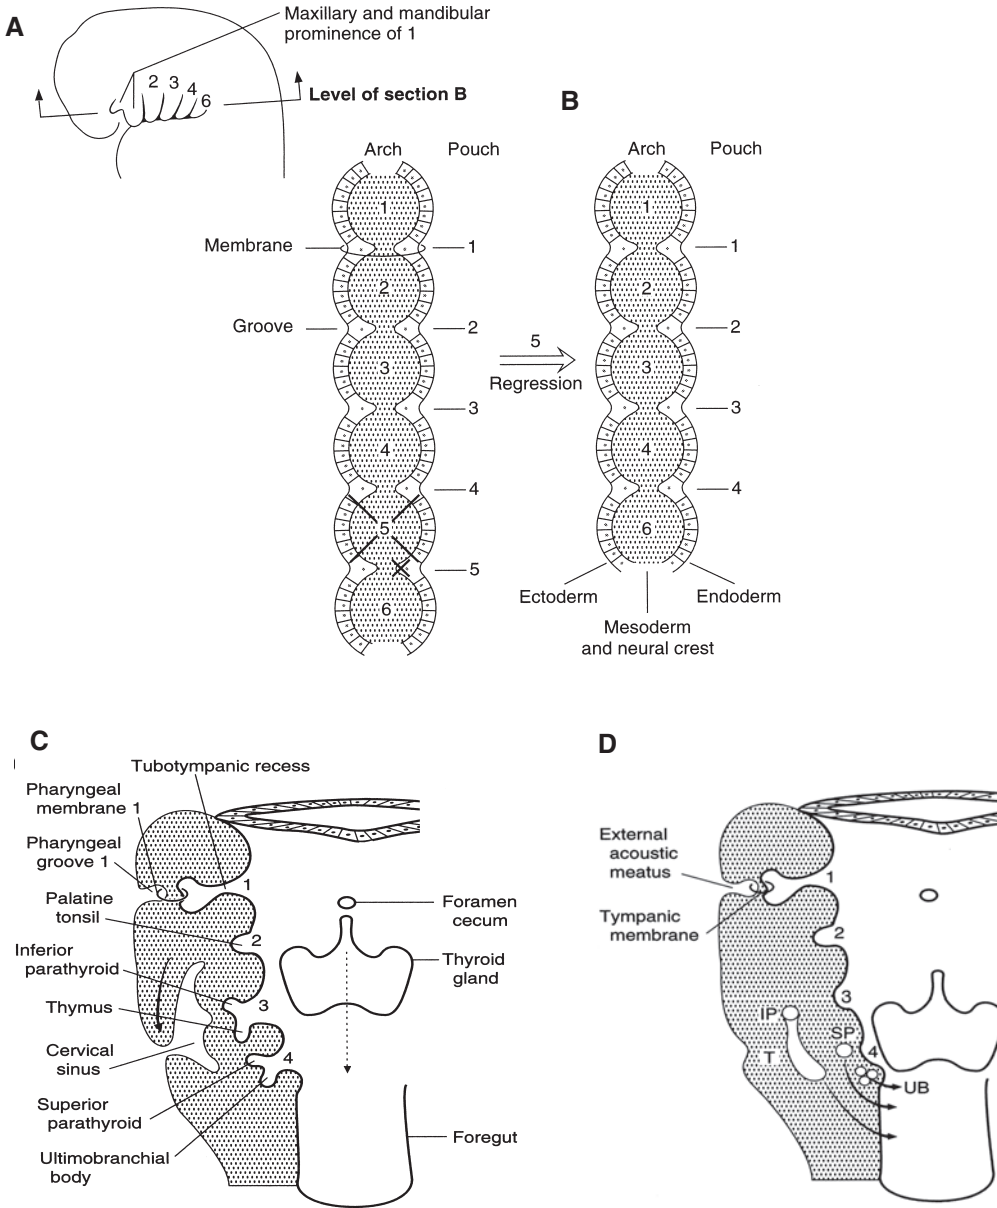 A
Maxillary and mandibular
prominence of 1
2 3 4 6
Level of section B
B
Arch Pouch
1
Membrane 1
2
Groove 2
3
3
4
4
5
5
6
5
Regression
Arch Pouch
1
1
2
2
3
3
4
4
6
Ectoderm
Endoderm
Mesoderm
and neural crest
C
Tubotympanic recess
Pharyngeal
membrane 1
Pharyngeal
groove 1
Palatine
tonsil
Inferior
parathyroid
Thymus
Cervical
sinus
Superior
parathyroid
Ultimobranchial
body
1
2
3
4
Foramen
cecum
Thyroid
gland
Foregut
D
External
acoustic
meatus
Tympanic
membrane
1
2
3
IP
SP
T
4
UB